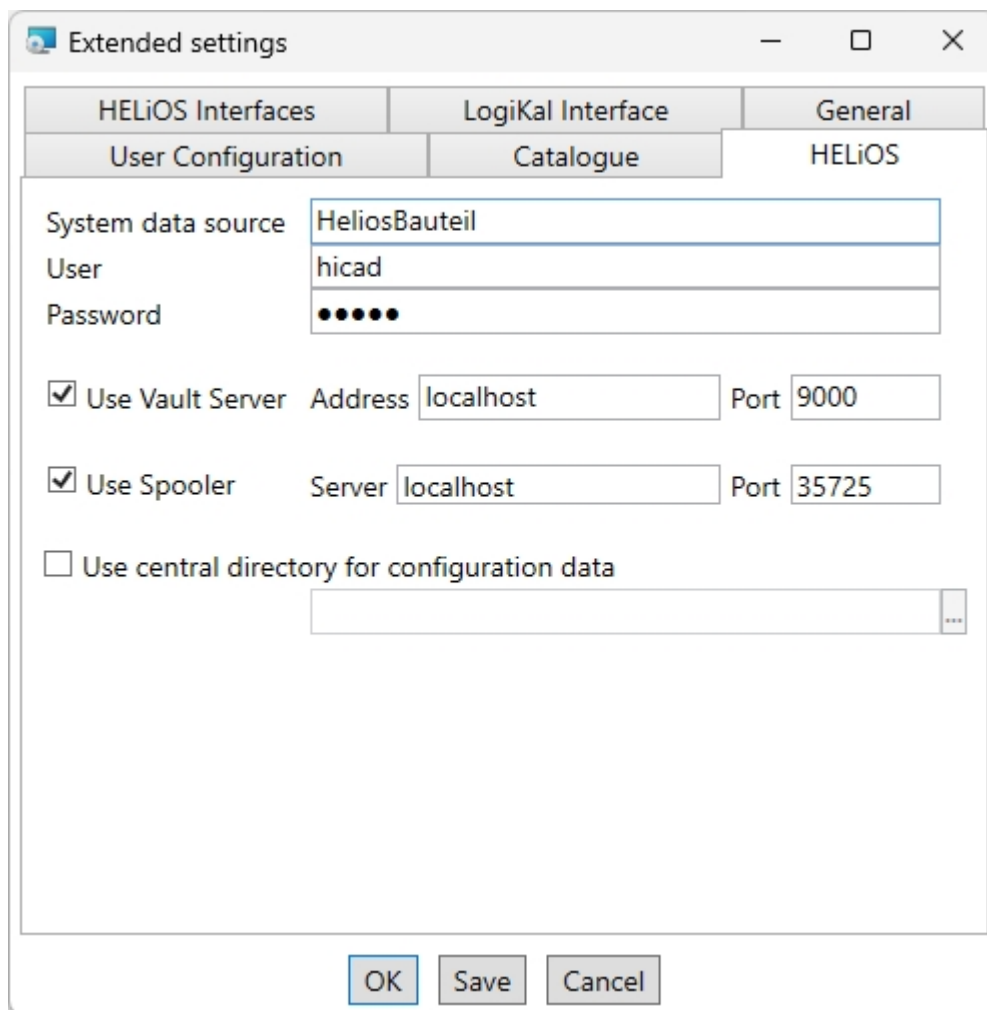 Extended settings
HELiOS Interfaces LogiKal Interface General
User Configuration Catalogue HELiOS
System data source HeliosBauteil
User hicad
Password ●●●●●
Use Vault Server Address localhost Port 9000
Use Spooler Server localhost Port 35725
Use central directory for configuration data
...
OK Save Cancel